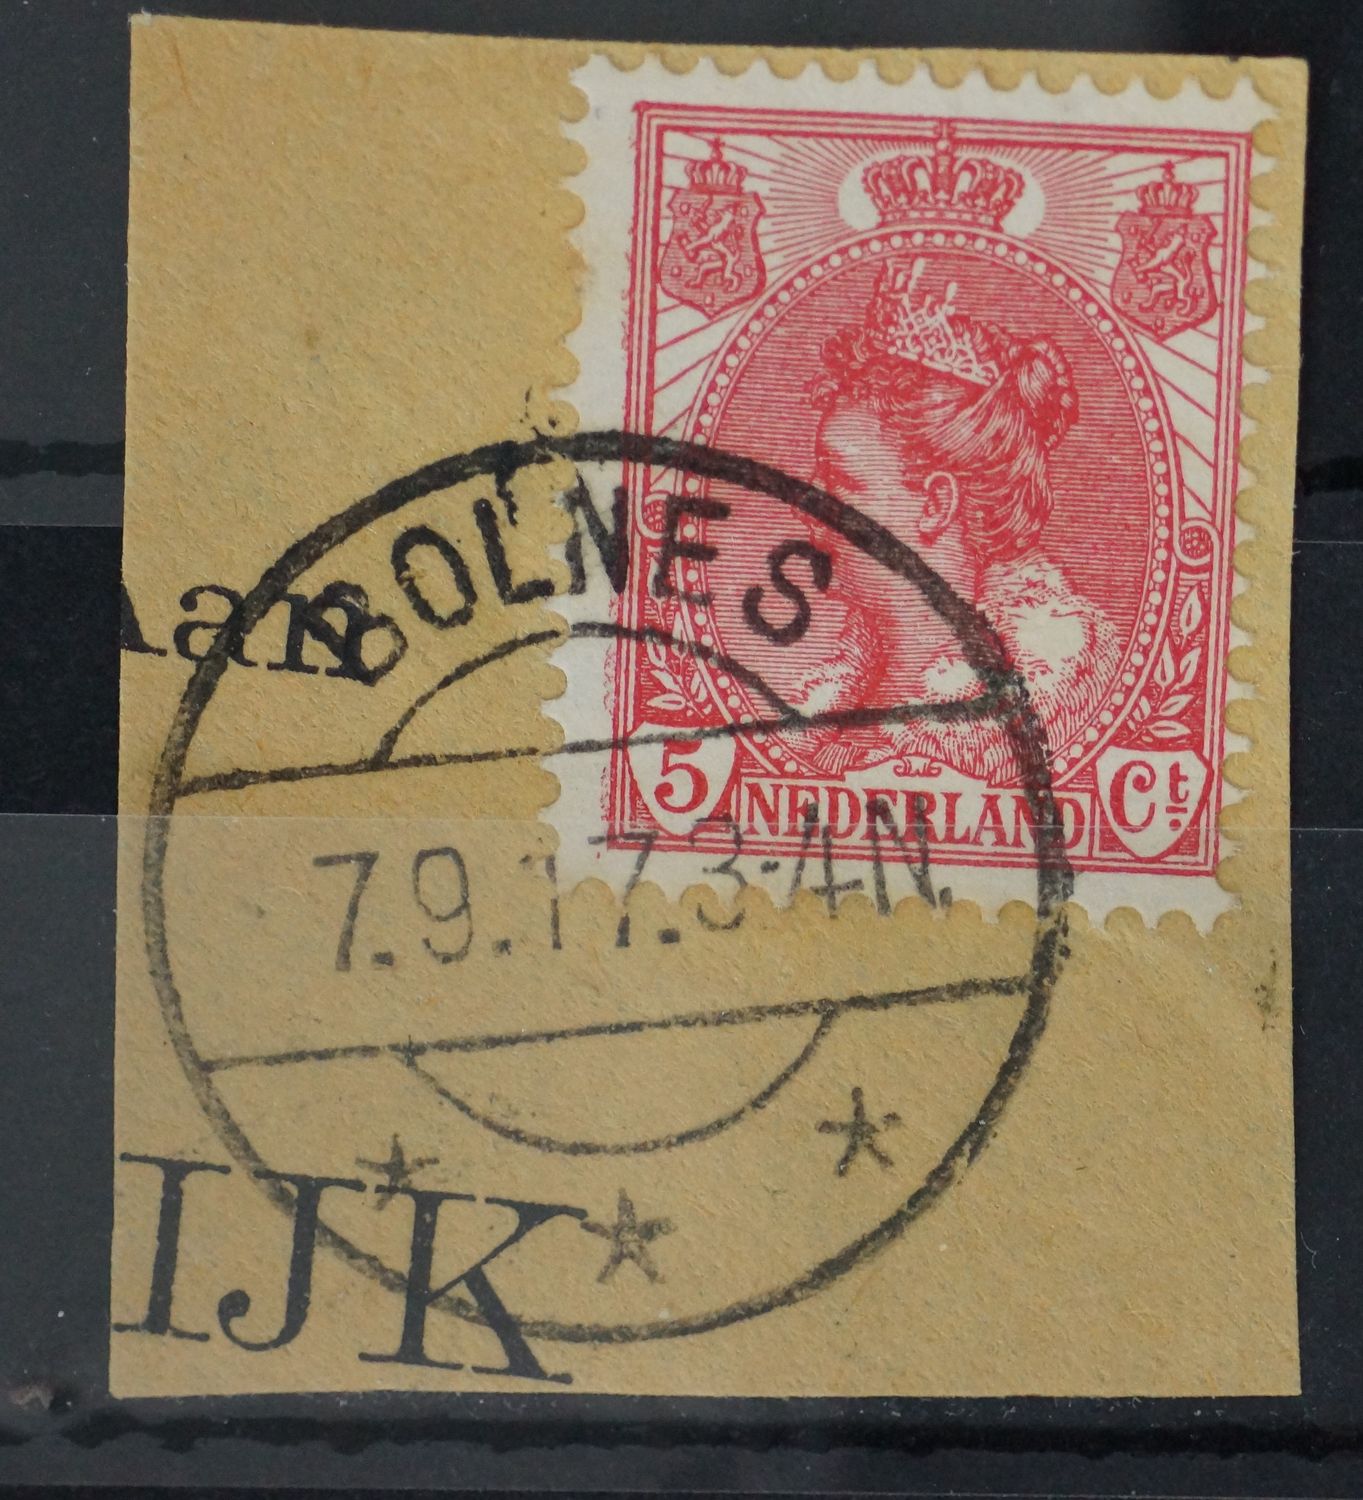 BOLNES
Aan
5 NEDERLAND Ct.
7.9.17.3-4N.
IJK